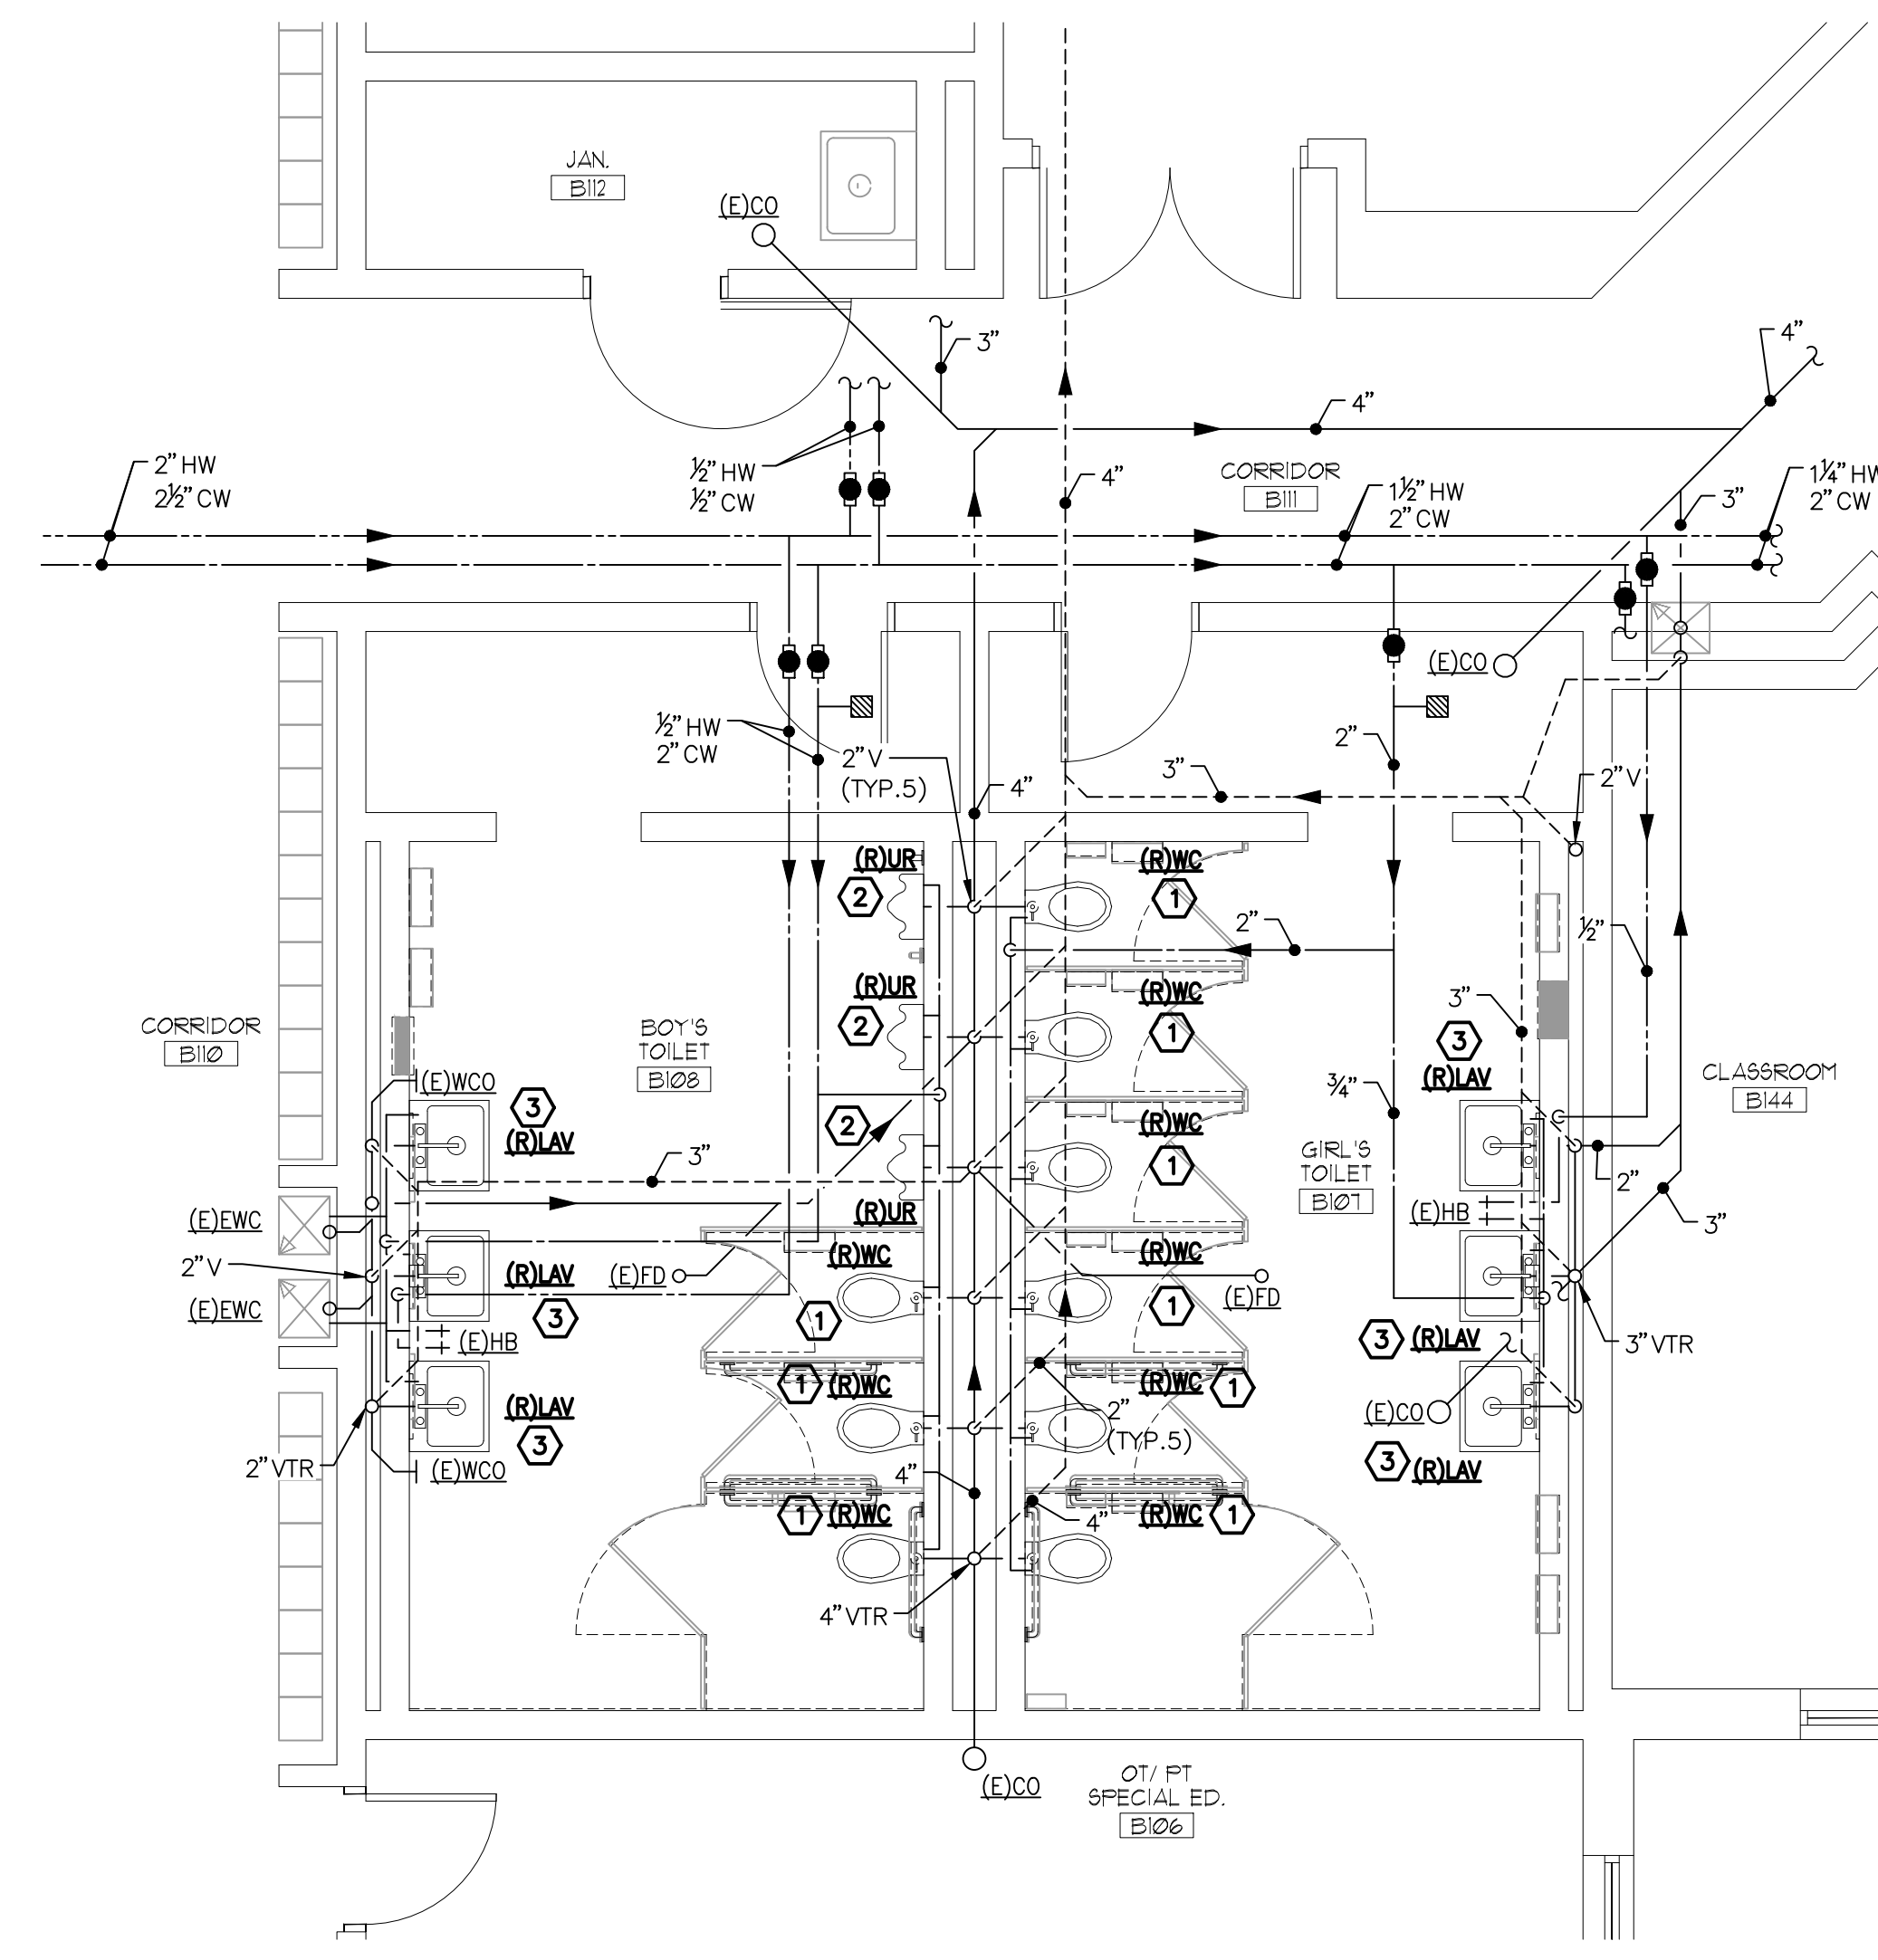 JAN.
B112
(E)CO
3"
4"
4"
2" HW
2½" CW
½" HW
½" CW
4"
CORRIDOR
B111
1½" HW
2" CW
3"
1¼" HW
2" CW
(E)CO
½" HW
2" CW
2" V
(TYP.5)
4"
2"
3"
2" V
(R)UR
2
(R)WC
1
2"
½"
(R)UR
2
(R)WC
1
3"
3
(R)LAV
CORRIDOR
B110
BOY'S
TOILET
B108
(E)WCO
3
(R)LAV
2
(R)WC
1
¾"
CLASSROOM
B144
3"
GIRL'S
TOILET
B107
2"
(E)EWC
(R)UR
(E)HB
3"
2" V
(R)LAV
(E)FD
(R)WC
(R)WC
(E)EWC
3
1
1
(E)FD
(E)HB
3
(R)LAV
3" VTR
(R)LAV
3
1
(R)WC
(R)WC
1
2"
(TYP.5)
(E)CO
2" VTR
(E)WCO
4"
3
(R)LAV
1
(R)WC
4"
(R)WC
1
4" VTR
(E)CO
OT/ PT
SPECIAL ED.
B106